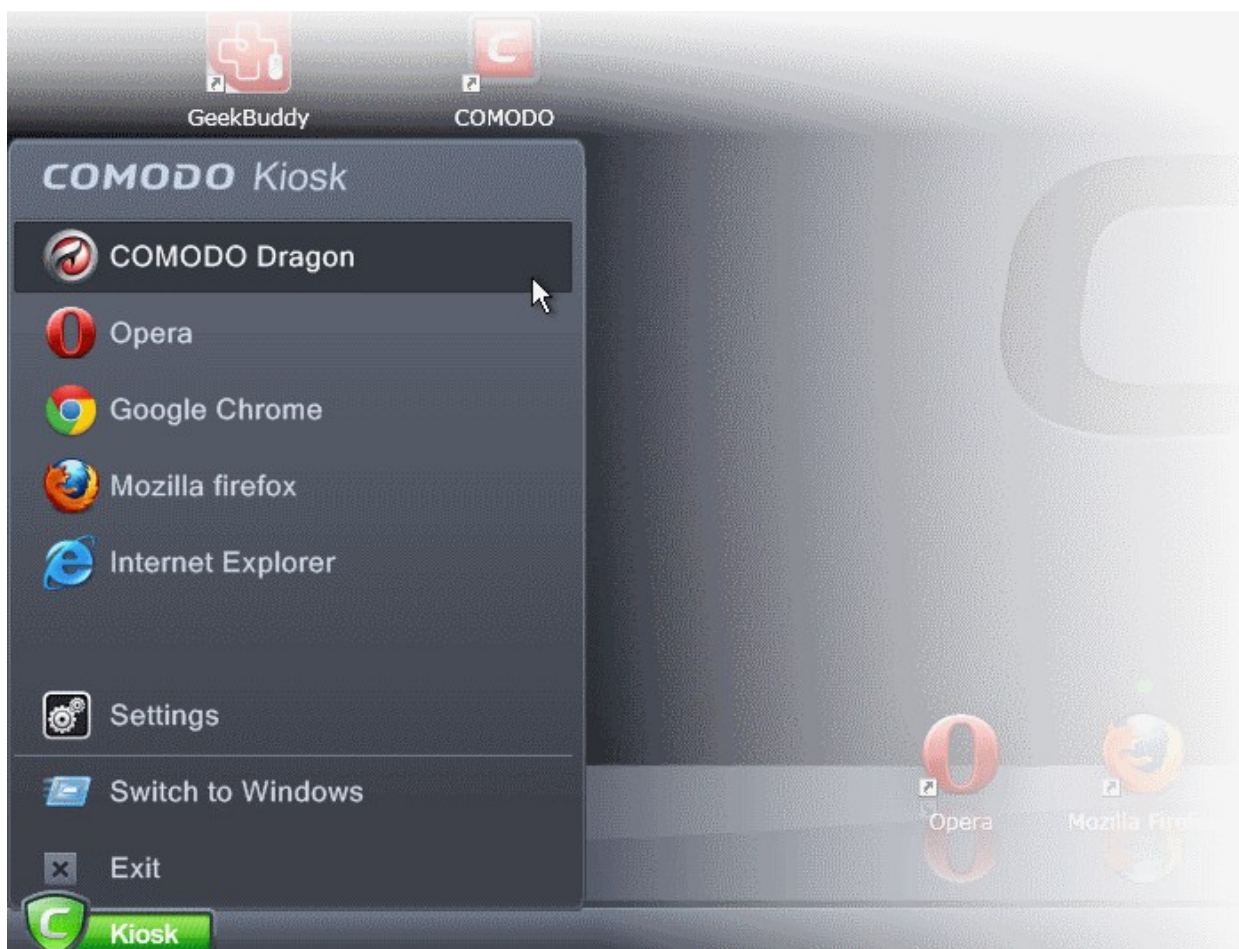 GeekBuddy COMODO
COMODO Kiosk
COMODO Dragon
Opera
Google Chrome
Mozilla firefox
Internet Explorer
Settings
Switch to Windows
Exit
Opera Mozilla
Kiosk